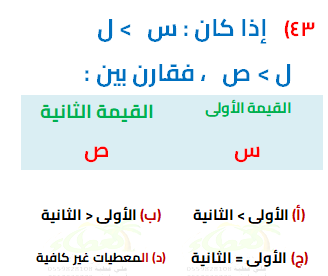 ٤٣) إذا كان : س > ل
ل > ص ، فقارن بين :
القيمة الأولى القيمة الثانية
س ص
(أ) الأولى > الثانية (ب) الأولى < الثانية
(ج) الأولى = الثانية (د) المعطيات غير كافية